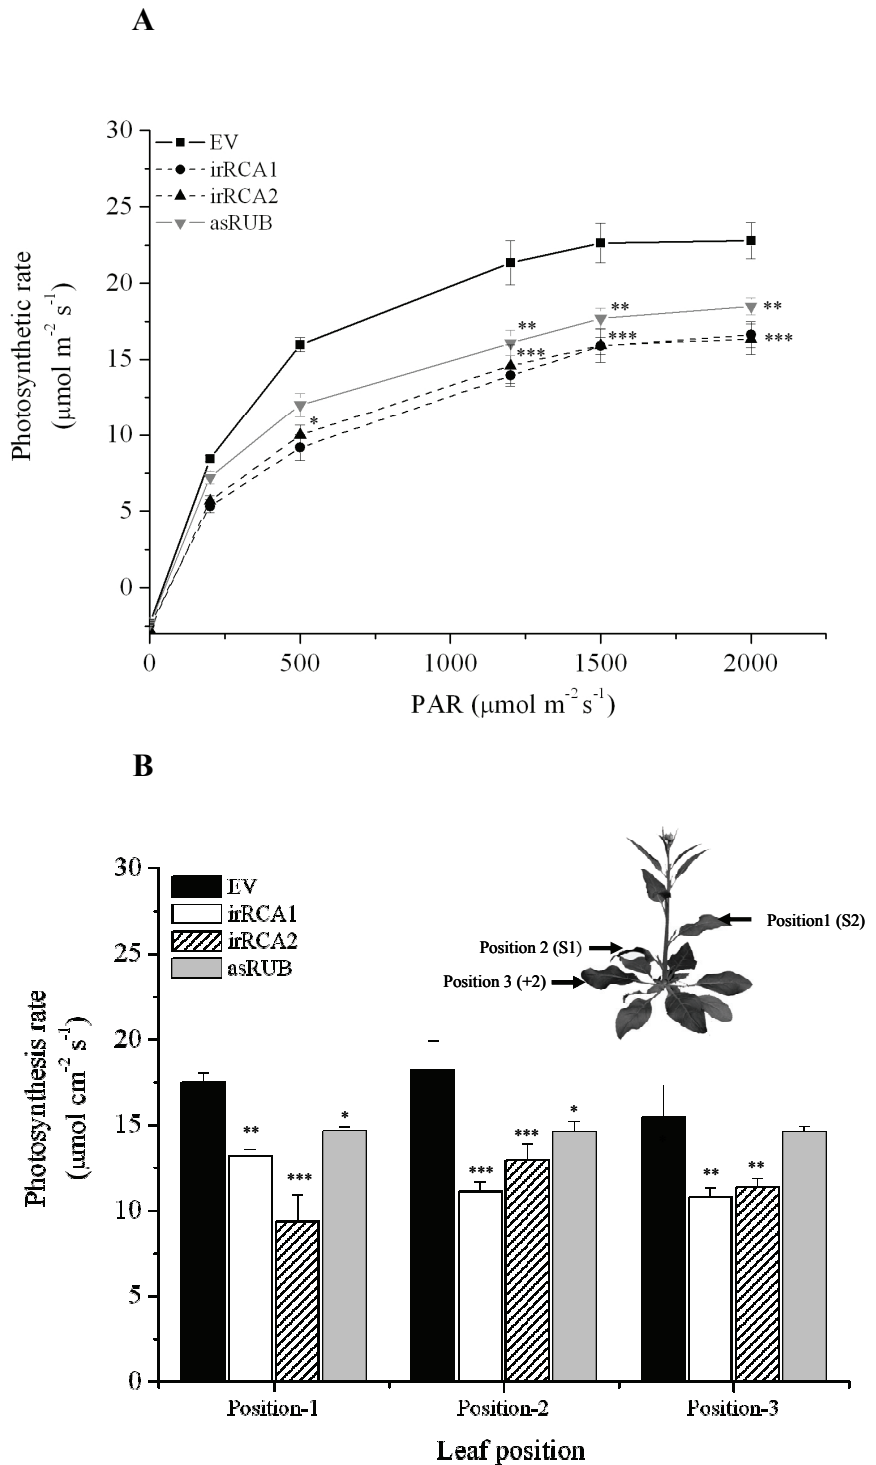 A
30
25
20
15
10
5
0
EV
irRCA1
irRCA2
asRUB
Photosynthetic rate
(μmol m-2 s-1)
*
**
***
**
***
**
***
0 500 1000 1500 2000
PAR (μmol m-2 s-1)
B
30
25
20
15
10
5
0
EV
irRCA1
irRCA2
asRUB
Position1 (S2)
Position 2 (S1)
Position 3 (+2)
Photosynthesis rate
(μmol cm-2 s-1)
** *** *
*** *** *
** **
Position-1 Position-2 Position-3
Leaf position